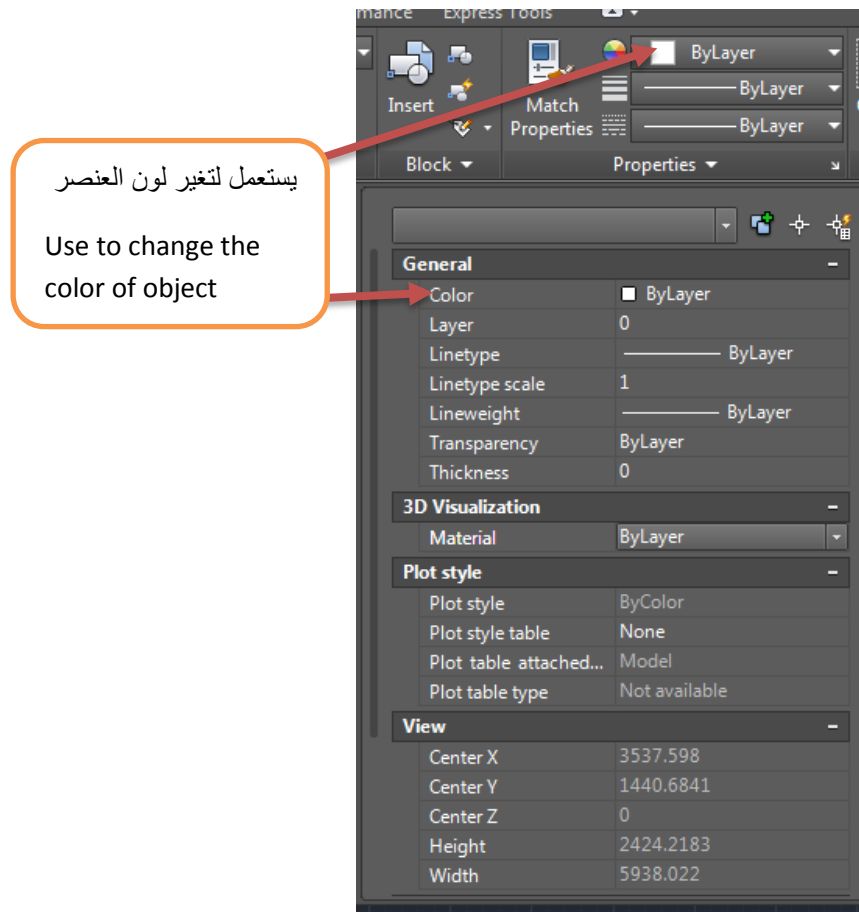 mance Express Tools
ByLayer
ByLayer
Insert Match
Properties ByLayer
Block Properties
يستعمل لتغير لون العنصر
Use to change the
color of object
General
Color ByLayer
Layer 0
Linetype ByLayer
Linetype scale 1
Lineweight ByLayer
Transparency ByLayer
Thickness 0
3D Visualization
Material ByLayer
Plot style
Plot style ByColor
Plot style table None
Plot table attached... Model
Plot table type Not available
View
Center X 3537.598
Center Y 1440.6841
Center Z 0
Height 2424.2183
Width 5938.022